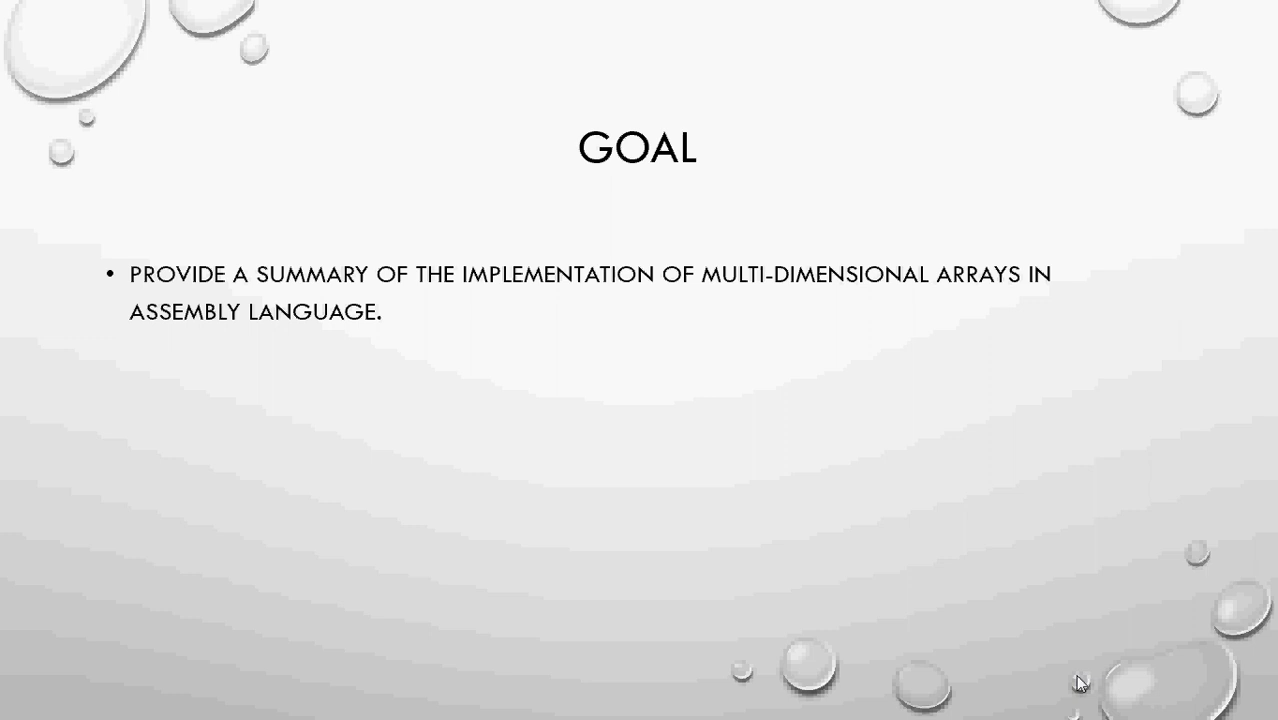 GOAL
• PROVIDE A SUMMARY OF THE IMPLEMENTATION OF MULTI-DIMENSIONAL ARRAYS IN
ASSEMBLY LANGUAGE.